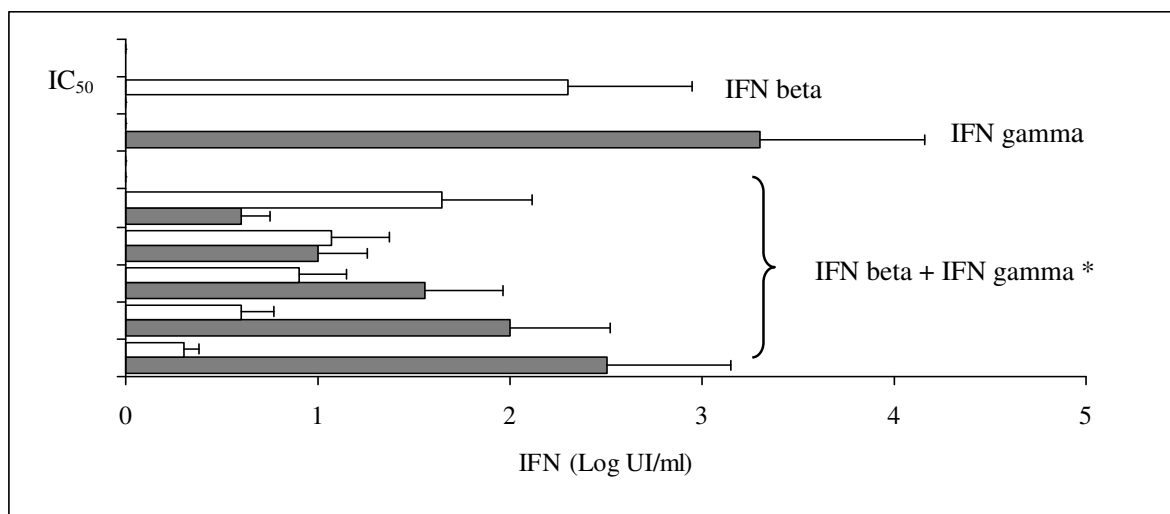 IC50
IFN beta
IFN gamma
IFN beta + IFN gamma *
0 1 2 3 4 5
IFN (Log UI/ml)